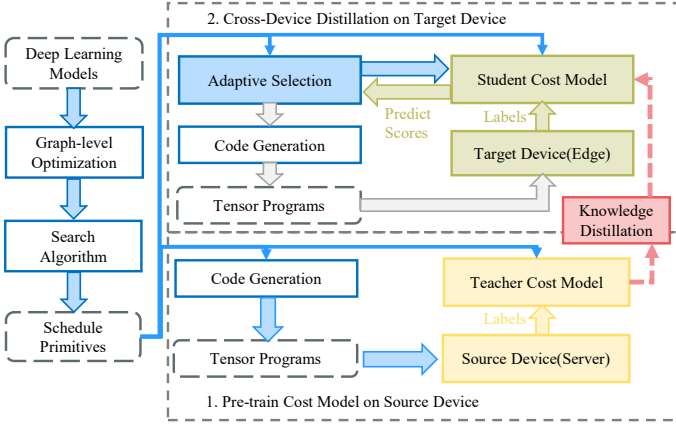 2. Cross-Device Distillation on Target Device
Deep Learning
Models
Adaptive Selection
Student Cost Model
Predict
Scores
Labels
Graph-level
Optimization
Code Generation
Target Device(Edge)
Tensor Programs
Knowledge
Distillation
Search
Algorithm
Code Generation
Teacher Cost Model
Labels
Schedule
Primitives
Tensor Programs
Source Device(Server)
1. Pre-train Cost Model on Source Device